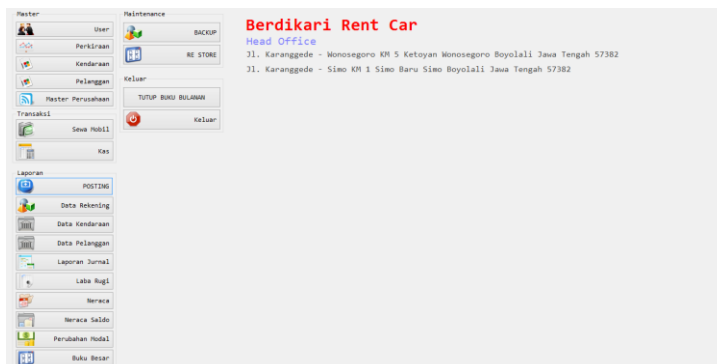 Master
User
Perkiraan
Kendaraan
Pelanggan
Master Perusahaan
Transaksi
Sewa Mobil
Kas
Laporan
POSTING
Data Rekening
Data Kendaraan
Data Pelanggan
Laporan Jurnal
Laba Rugi
Neraca
Neraca Saldo
Perubahan Modal
Buku Besar
Maintenance
BACKUP
RE STORE
Keluar
TUTUP BUKU BULANAN
Keluar
Berdikari Rent Car
Head Office
Jl. Karanggede - Wonosegoro KM 5 Ketoyan Wonosegoro Boyolali Jawa Tengah 57382
Jl. Karanggede - Simo KM 1 Simo Baru Simo Boyolali Jawa Tengah 57382